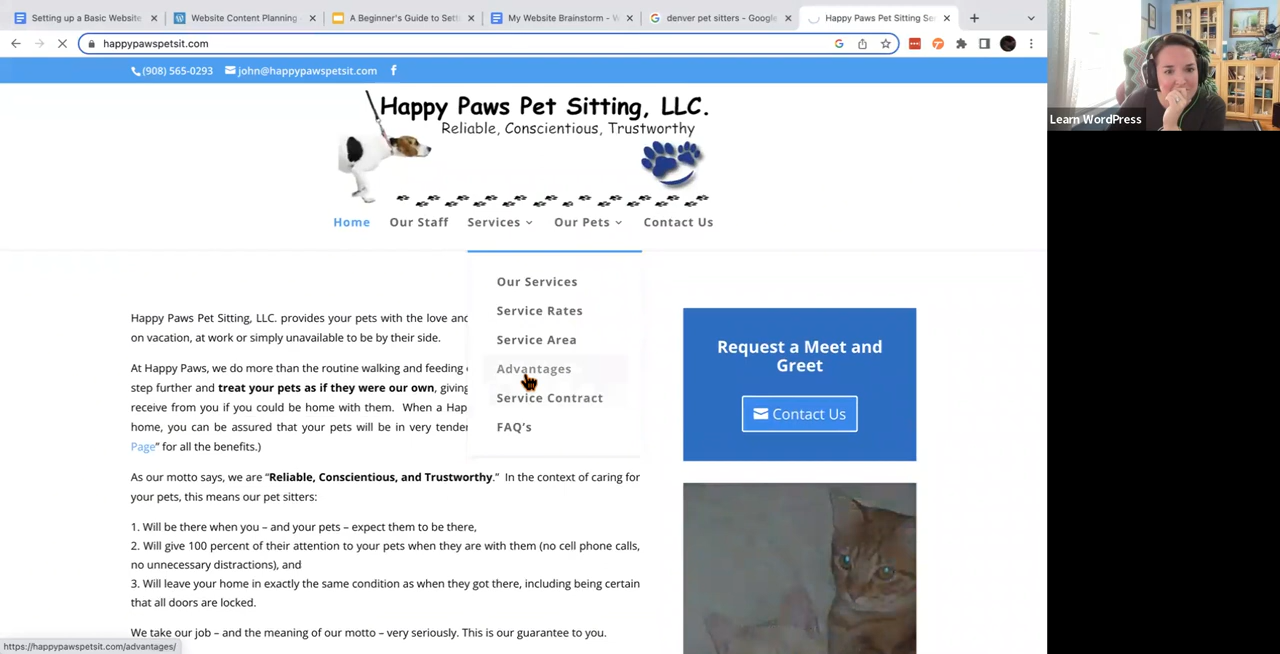 Setting up a Basic Website
Website Content Planning
A Beginner's Guide to Sett
My Website Brainstorm - W
denver pet sitters - Google
Happy Paws Pet Sitting Se
happypawspetsit.com
(908) 565-0293
john@happypawspetsit.com
Happy Paws Pet Sitting, LLC.
Reliable, Conscientious, Trustworthy
Home
Our Staff
Services
Our Pets
Contact Us
Our Services
Service Rates
Service Area
Advantages
Service Contract
FAQ's
Happy Paws Pet Sitting, LLC. provides your pets with the love and
on vacation, at work or simply unavailable to be by their side.
At Happy Paws, we do more than the routine walking and feeding
step further and treat your pets as if they were our own, giving
receive from you if you could be home with them. When a Hap
home, you can be assured that your pets will be in very tender
Page" for all the benefits.)
As our motto says, we are "Reliable, Conscientious, and Trustworthy." In the context of caring for
your pets, this means our pet sitters:
1. Will be there when you – and your pets – expect them to be there,
2. Will give 100 percent of their attention to your pets when they are with them (no cell phone calls,
no unnecessary distractions), and
3. Will leave your home in exactly the same condition as when they got there, including being certain
that all doors are locked.
We take our job – and the meaning of our motto – very seriously. This is our guarantee to you.
Request a Meet and
Greet
Contact Us
https://happypawspetsit.com/advantages/
Learn WordPress